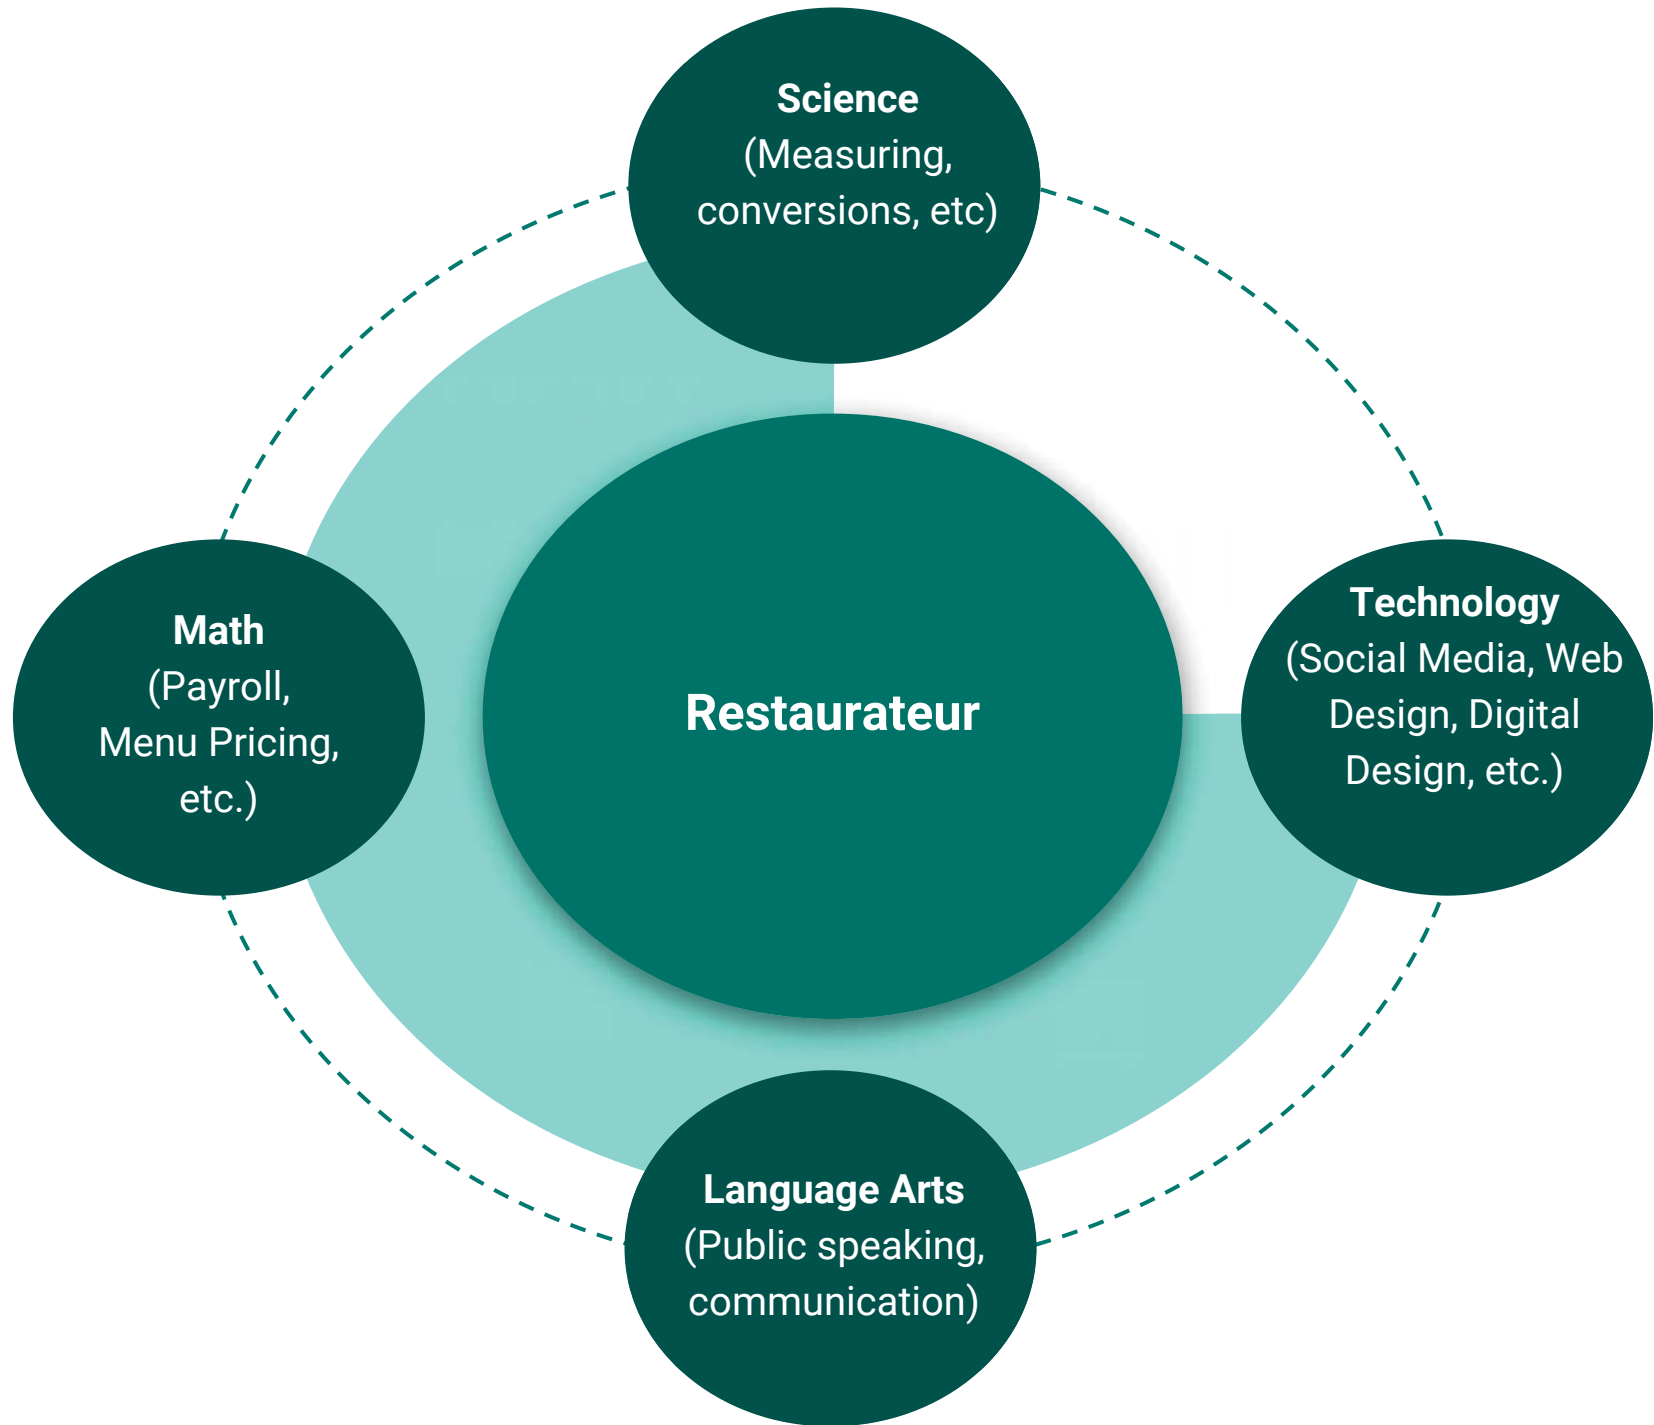 Science
(Measuring,
conversions, etc)
Math
(Payroll,
Menu Pricing,
etc.)
Restaurateur
Technology
(Social Media, Web
Design, Digital
Design, etc.)
Language Arts
(Public speaking,
communication)